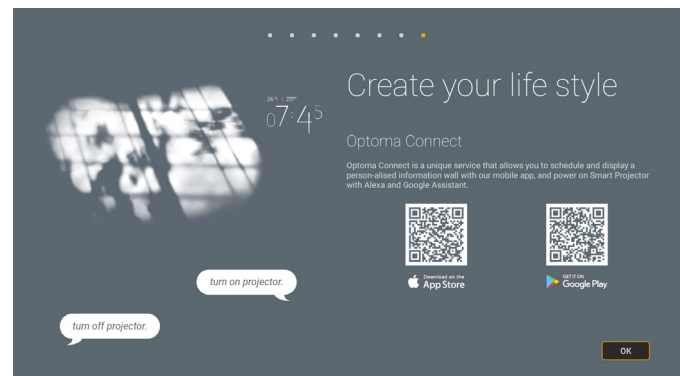 Create your life style
07:45
Optoma Connect
Optoma Connect is a unique service that allows you to schedule and display a
person-alised information wall with our mobile app, and power on Smart Projector
with Alexa and Google Assistant.
Download on the
App Store
GET IT ON
Google Play
turn on projector.
turn off projector.
OK